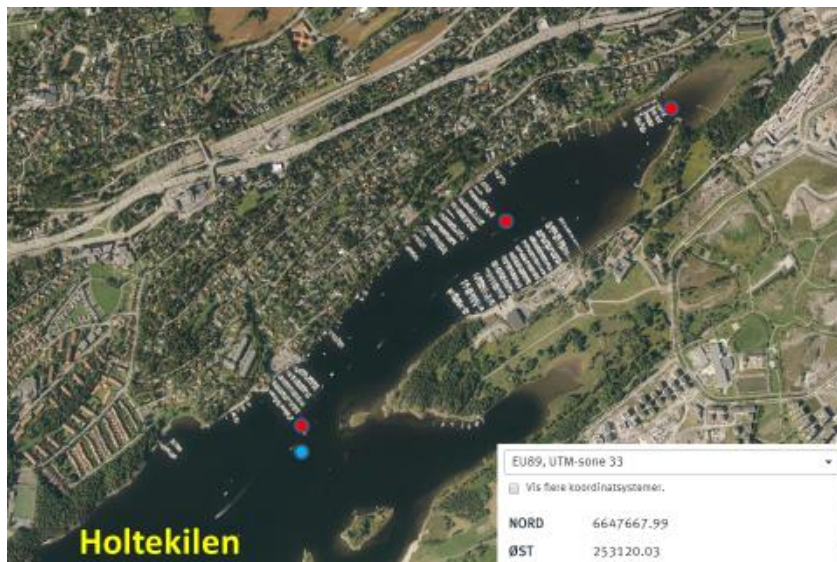 EU89, UTM-sone 33
Vis flere koordinatsystemer.
NORD 6647667.99
ØST 253120.03
Holtekilen